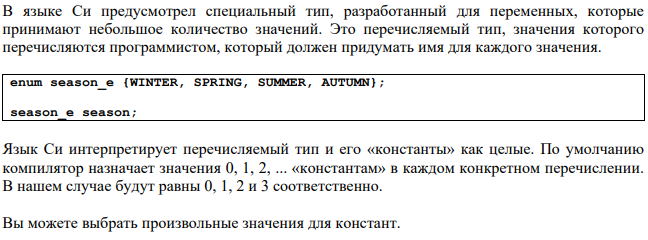 В языке Си предусмотрел специальный тип, разработанный для переменных, которые
принимают небольшое количество значений. Это перечисляемый тип, значения которого
перечисляются программистом, который должен придумать имя для каждого значения.
enum season_e {WINTER, SPRING, SUMMER, AUTUMN};
season_e season;
Язык Си интерпретирует перечисляемый тип и его «константы» как целые. По умолчанию
компилятор назначает значения 0, 1, 2, ... «константам» в каждом конкретном перечислении.
В нашем случае будут равны 0, 1, 2 и 3 соответственно.
Вы можете выбрать произвольные значения для констант.